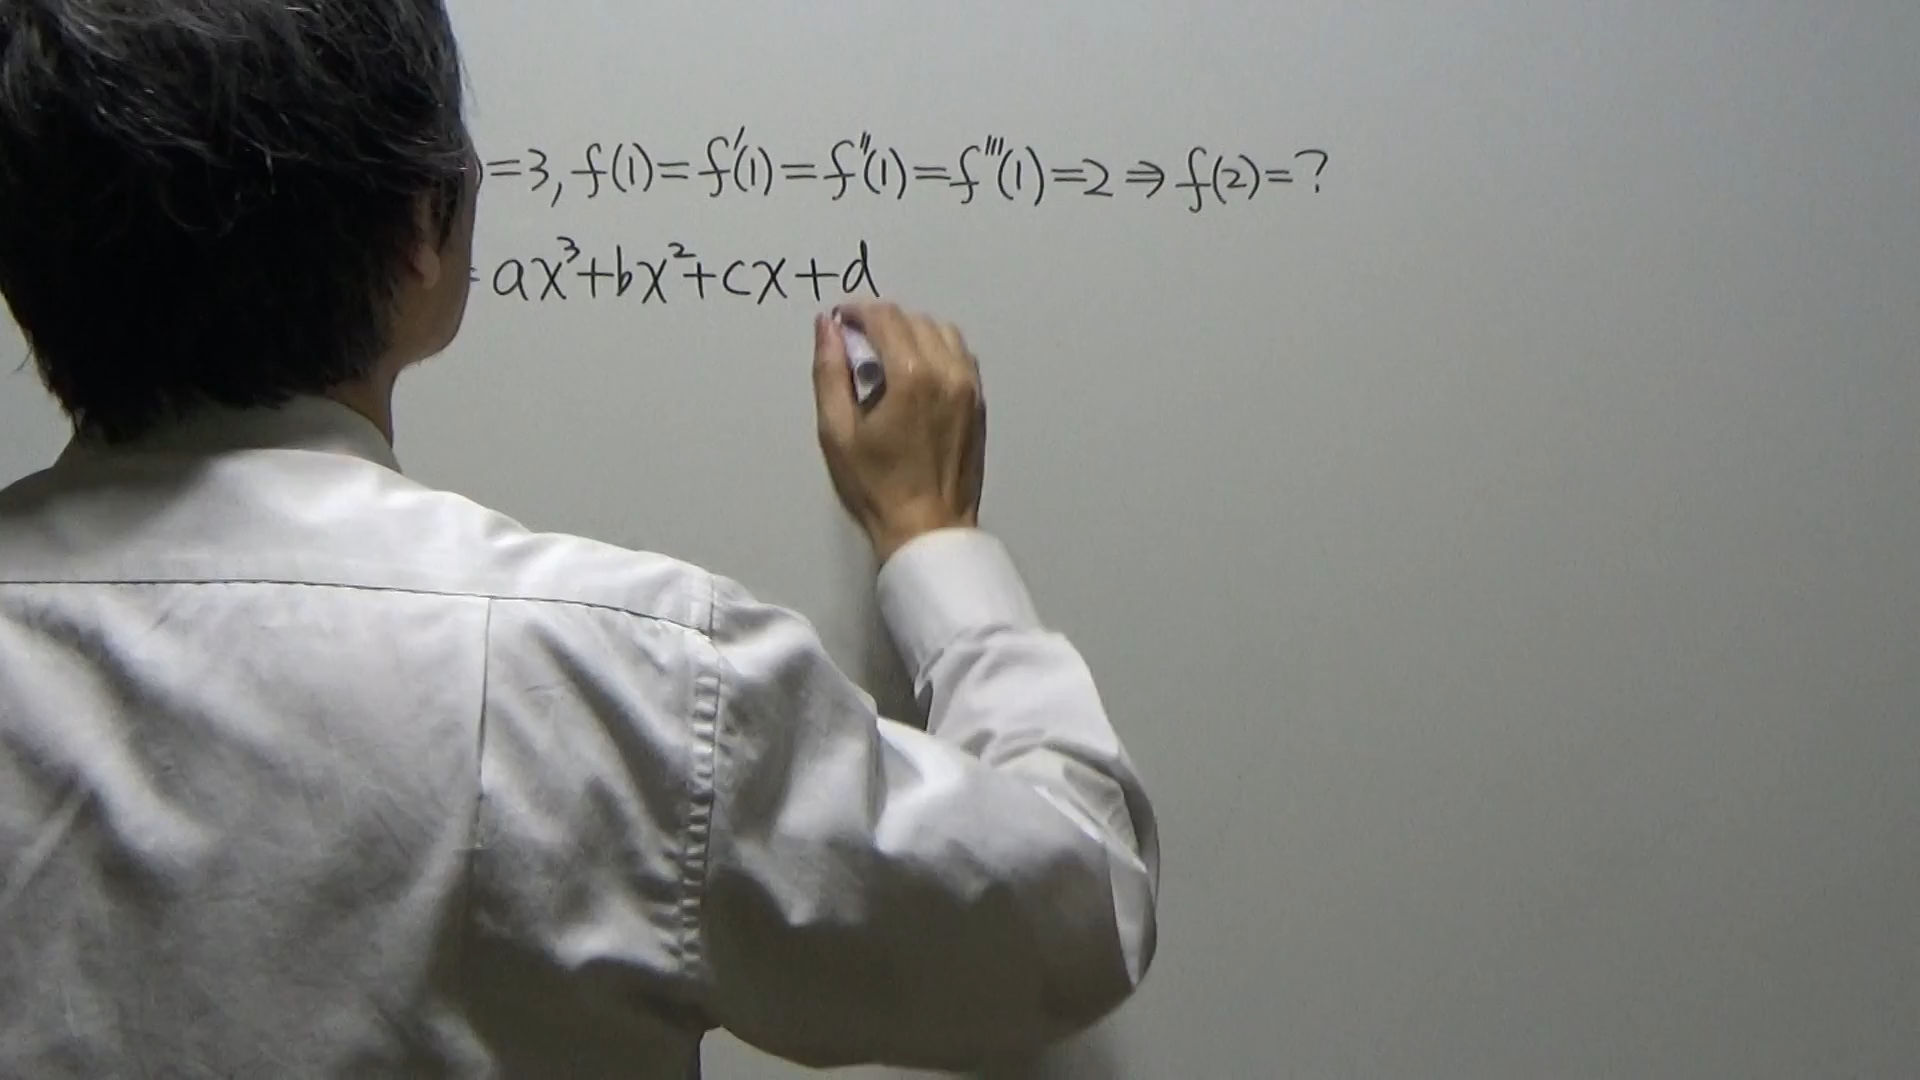 )=3, f(1)=f'(1)=f''(1)=f'''(1)=2 ⇒ f(2)=?
= ax³+bx²+cx+d